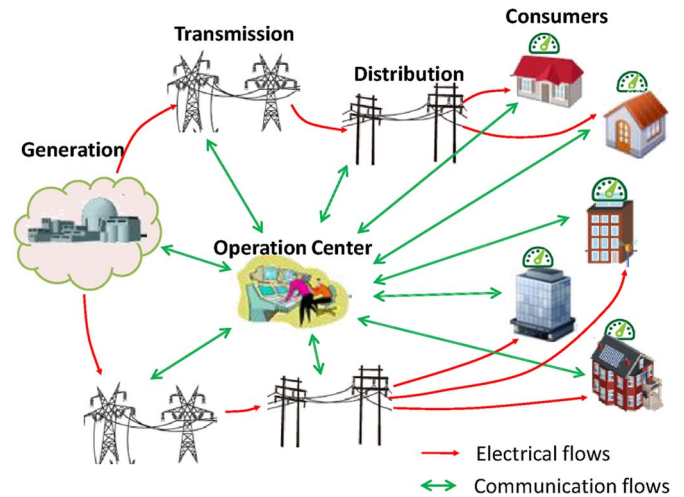 Consumers
Transmission
Distribution
Generation
Operation Center
Electrical flows
Communication flows